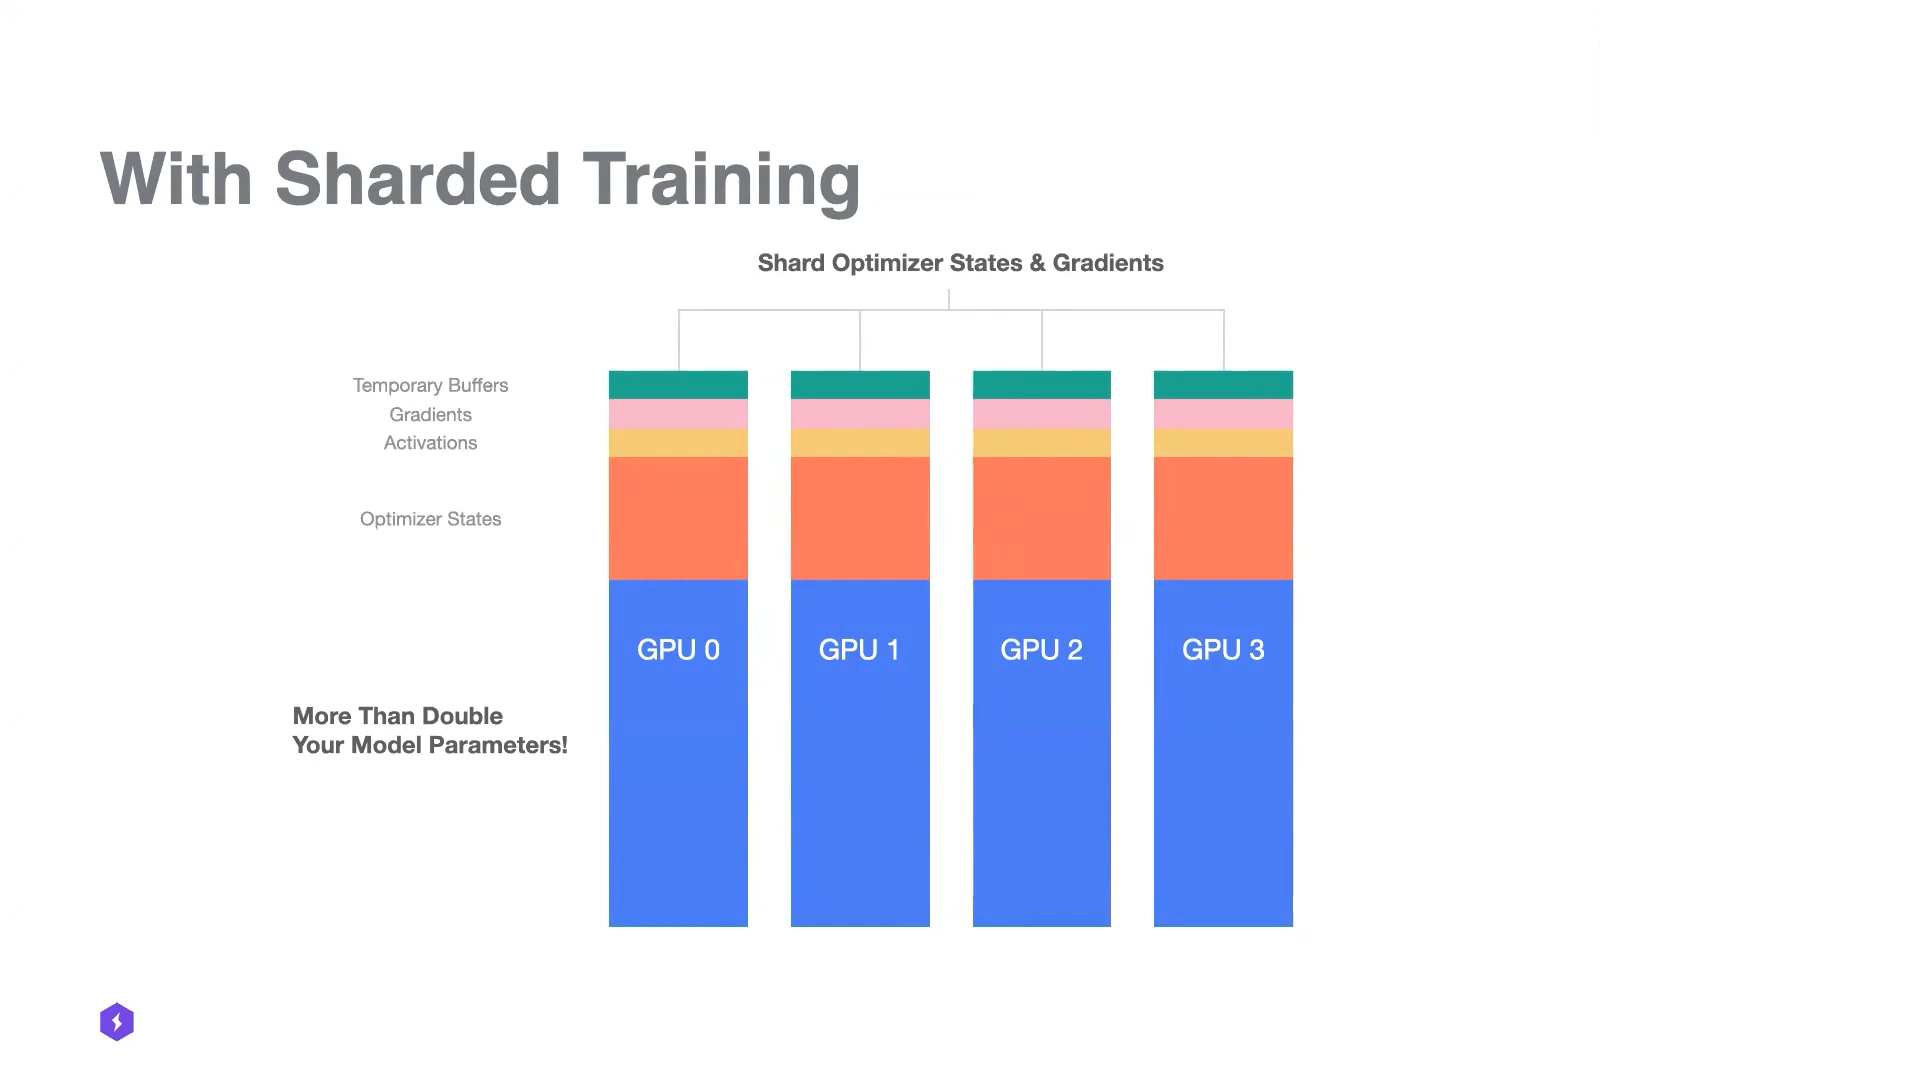 With Sharded Training
Shard Optimizer States & Gradients
Temporary Buffers
Gradients
Activations
Optimizer States
GPU 0
GPU 1
GPU 2
GPU 3
More Than Double
Your Model Parameters!